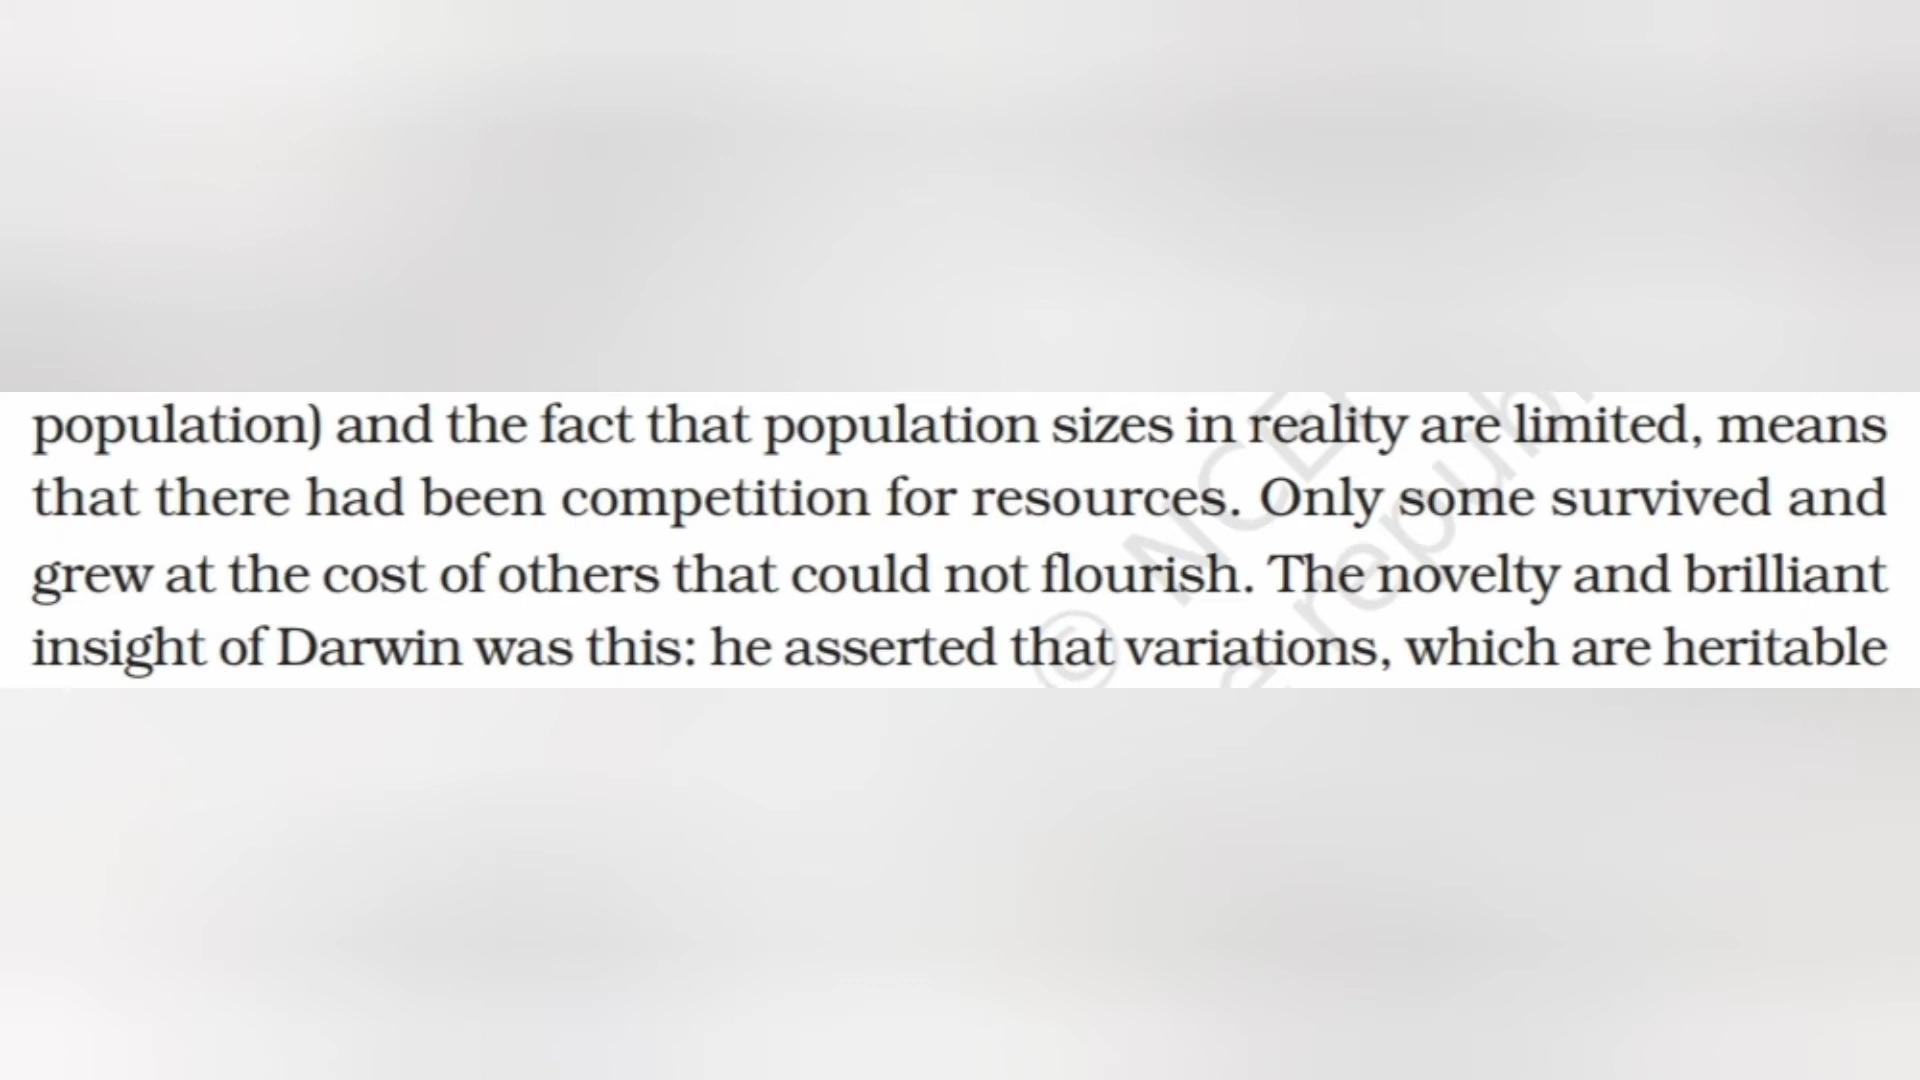 population) and the fact that population sizes in reality are limited, means
that there had been competition for resources. Only some survived and
grew at the cost of others that could not flourish. The novelty and brilliant
insight of Darwin was this: he asserted that variations, which are heritable
© NCE
e republ